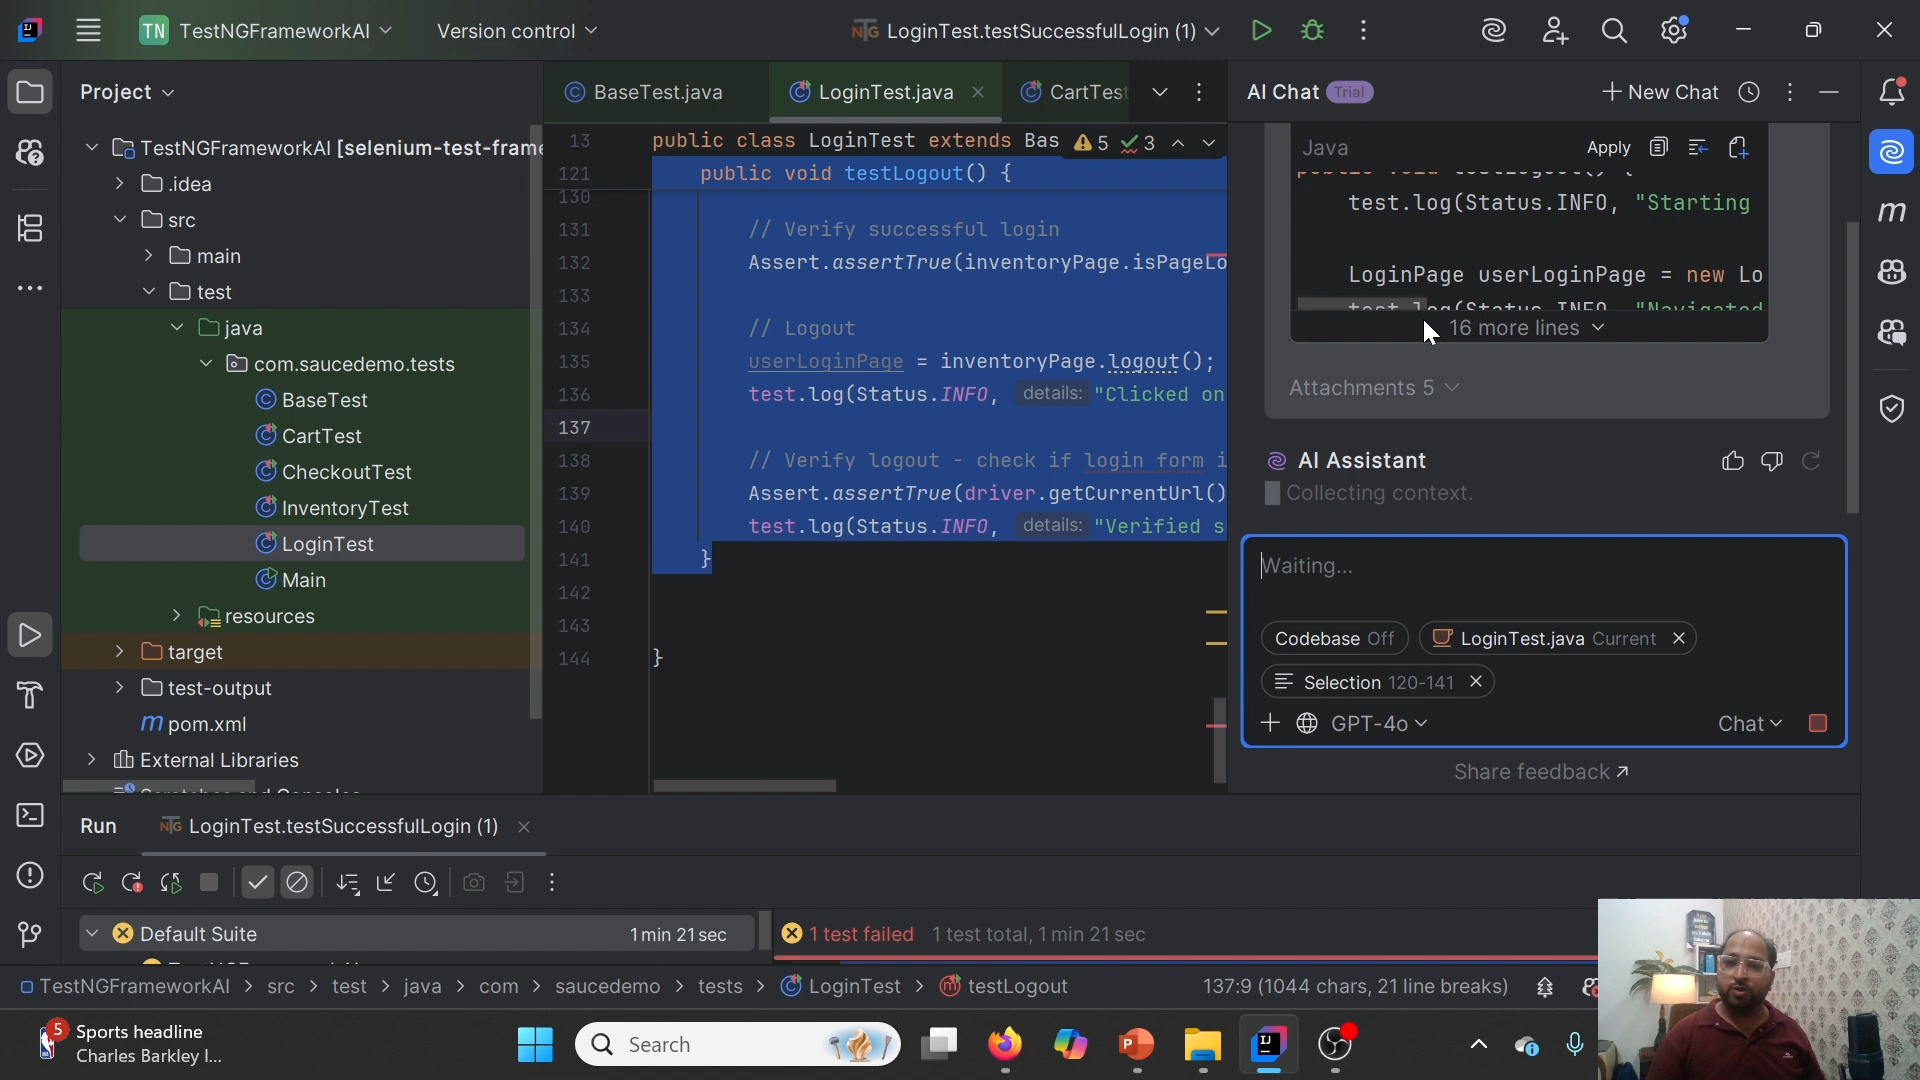 TN TestNGFrameworkAI Version control LoginTest.testSuccessfulLogin (1)
Project
TestNGFrameworkAI [selenium-test-frame
.idea
src
main
test
java
com.saucedemo.tests
BaseTest
CartTest
CheckoutTest
InventoryTest
LoginTest
Main
resources
target
test-output
pom.xml
External Libraries
BaseTest.java LoginTest.java CartTest
13 public class LoginTest extends Bas 5 3
121 public void testLogout() {
130
131 // Verify successful login
132 Assert.assertTrue(inventoryPage.isPageLo
133
134 // Logout
135 userLoginPage = inventoryPage.logout();
136 test.log(Status.INFO, details: "Clicked on
137
138 // Verify logout - check if login form i
139 Assert.assertTrue(driver.getCurrentUrl()
140 test.log(Status.INFO, details: "Verified s
141 }
142
143
144 }
AI Chat Trial New Chat
Java Apply
test.log(Status.INFO, "Starting
LoginPage userLoginPage = new Lo
test.log(Status.INFO, "Navigated
16 more lines
Attachments 5
AI Assistant
Collecting context.
Waiting...
Codebase Off LoginTest.java Current
Selection 120-141
GPT-4o Chat
Share feedback
Run LoginTest.testSuccessfulLogin (1)
Default Suite 1 min 21 sec
1 test failed 1 test total, 1 min 21 sec
TestNGFrameworkAI > src > test > java > com > saucedemo > tests > LoginTest > testLogout 137:9 (1044 chars, 21 line breaks)
5 Sports headline
Charles Barkley I...
Search